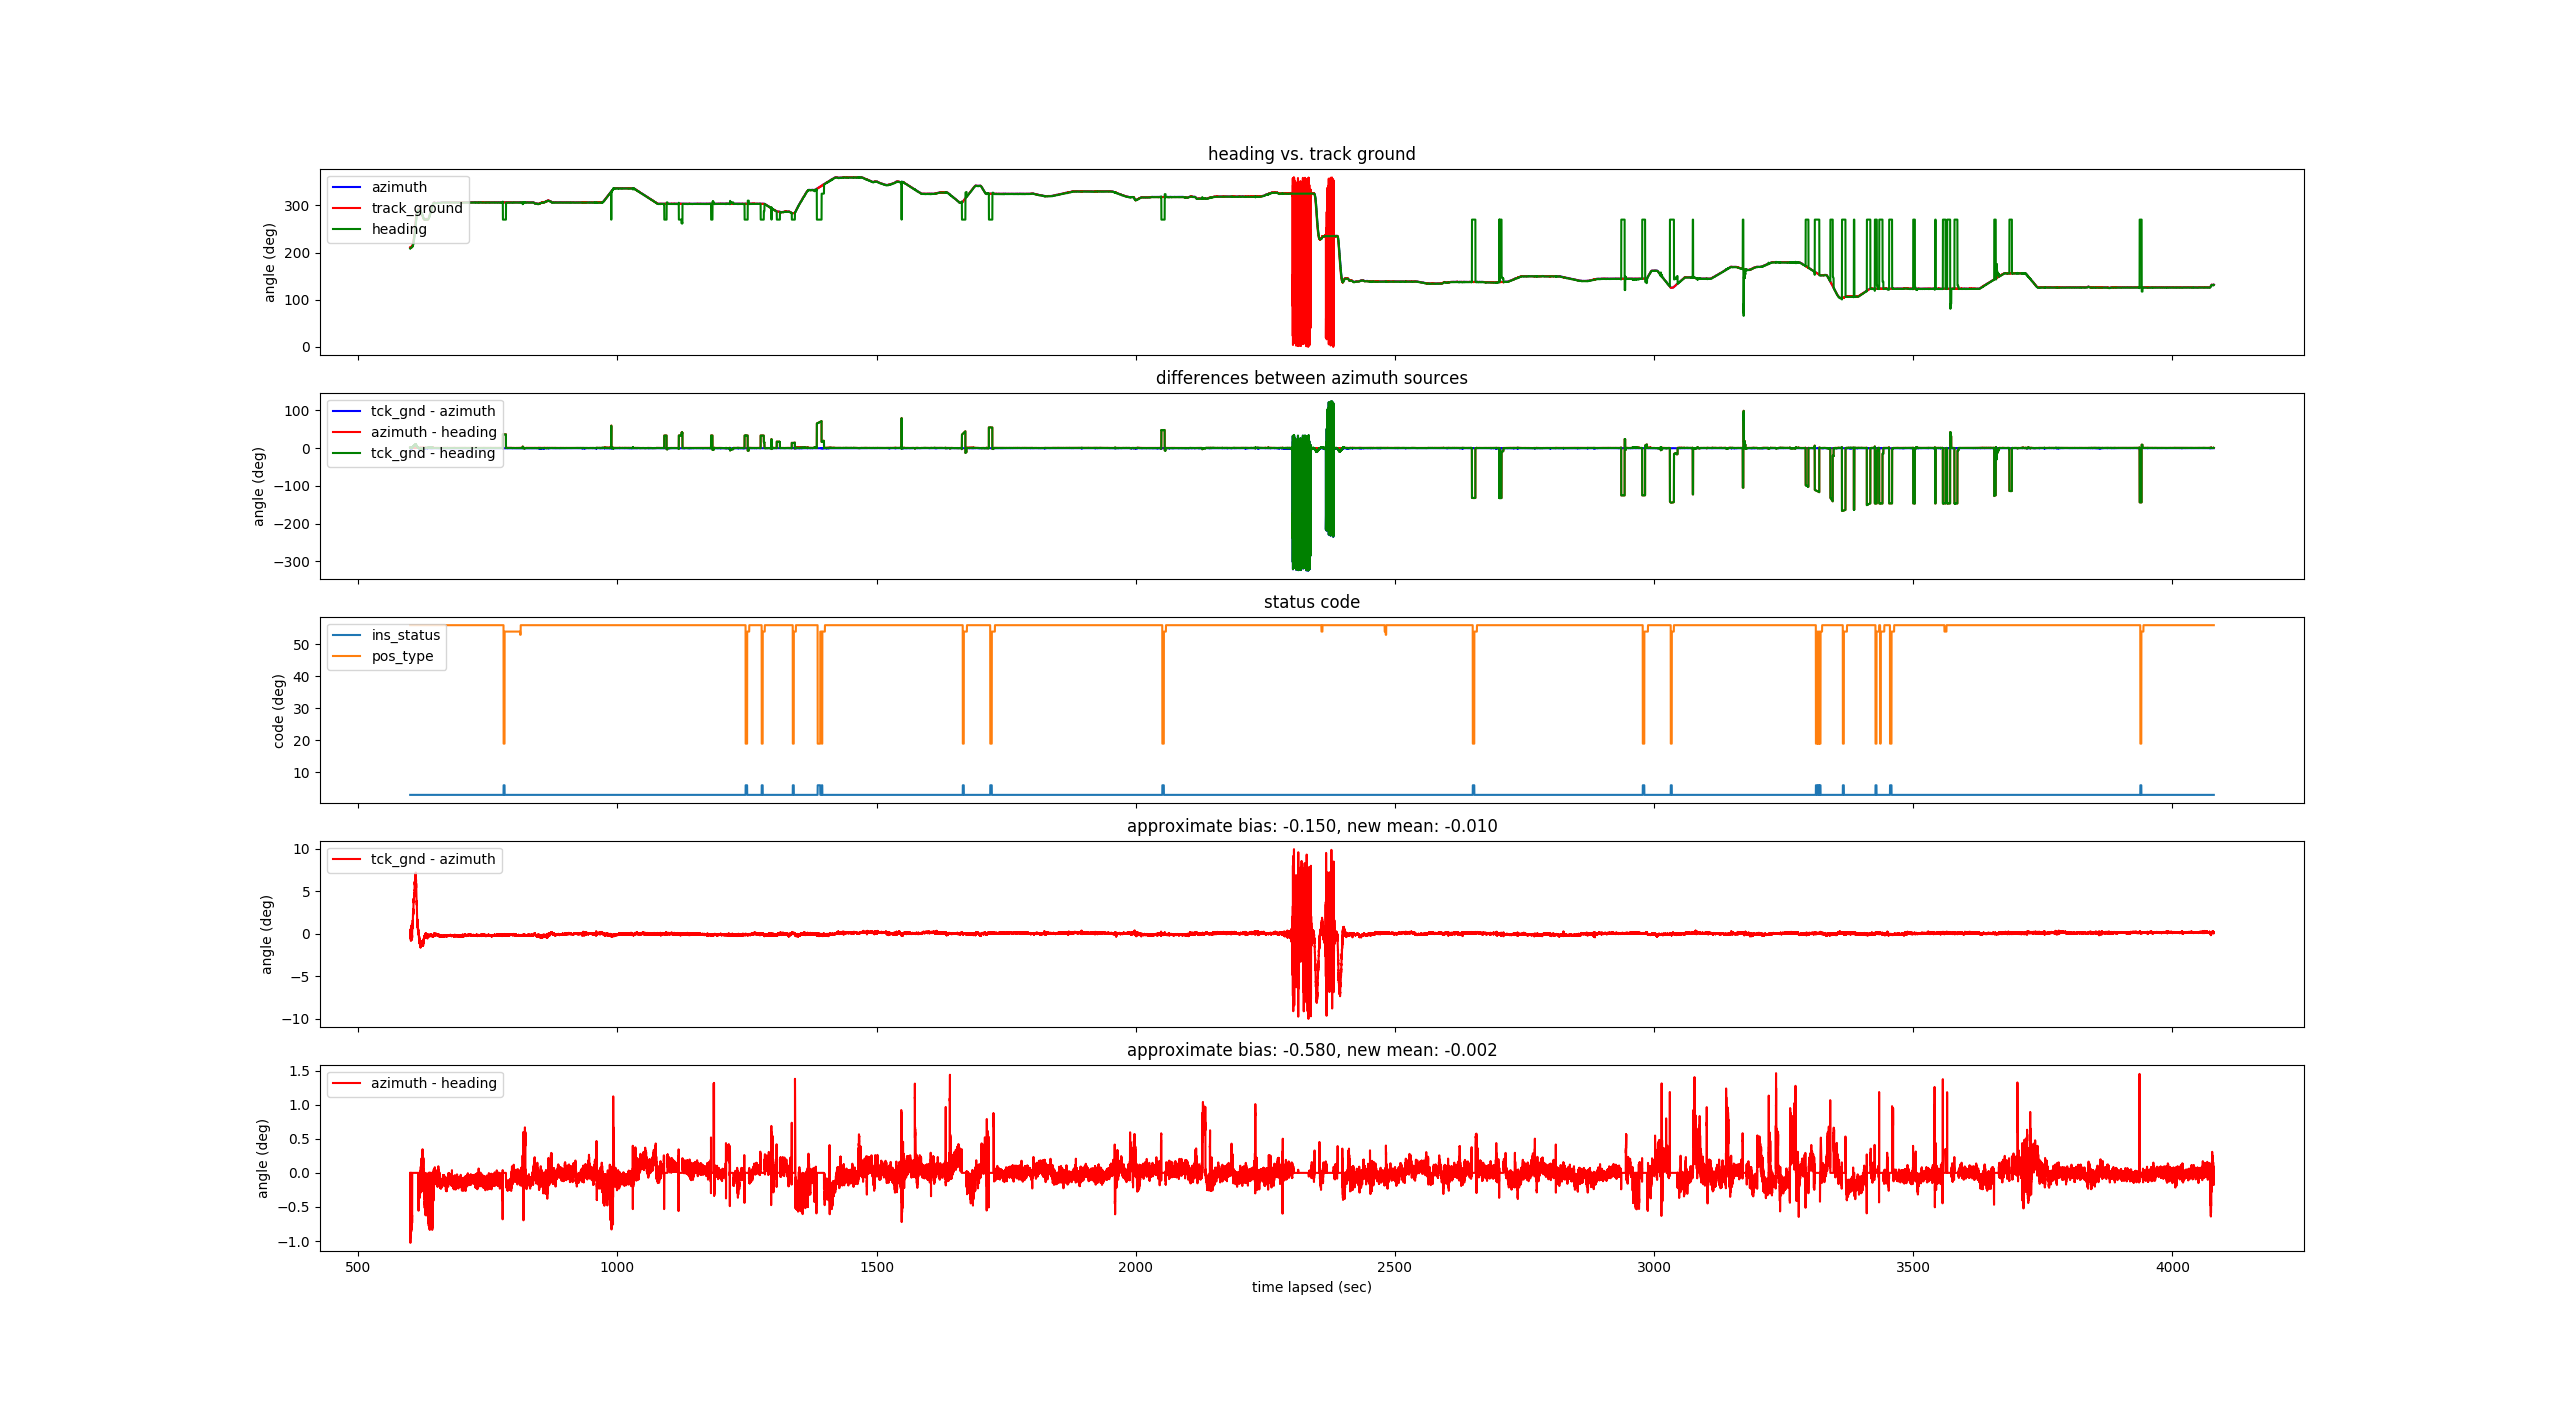 heading vs. track ground
azimuth
track_ground
heading
angle (deg)
300
200
100
0
differences between azimuth sources
tck_gnd - azimuth
azimuth - heading
tck_gnd - heading
angle (deg)
100
0
−100
−200
−300
status code
ins_status
pos_type
code (deg)
50
40
30
20
10
approximate bias: -0.150, new mean: -0.010
tck_gnd - azimuth
angle (deg)
10
5
0
−5
−10
approximate bias: -0.580, new mean: -0.002
azimuth - heading
angle (deg)
1.5
1.0
0.5
0.0
−0.5
−1.0
500 1000 1500 2000 2500 3000 3500 4000
time lapsed (sec)